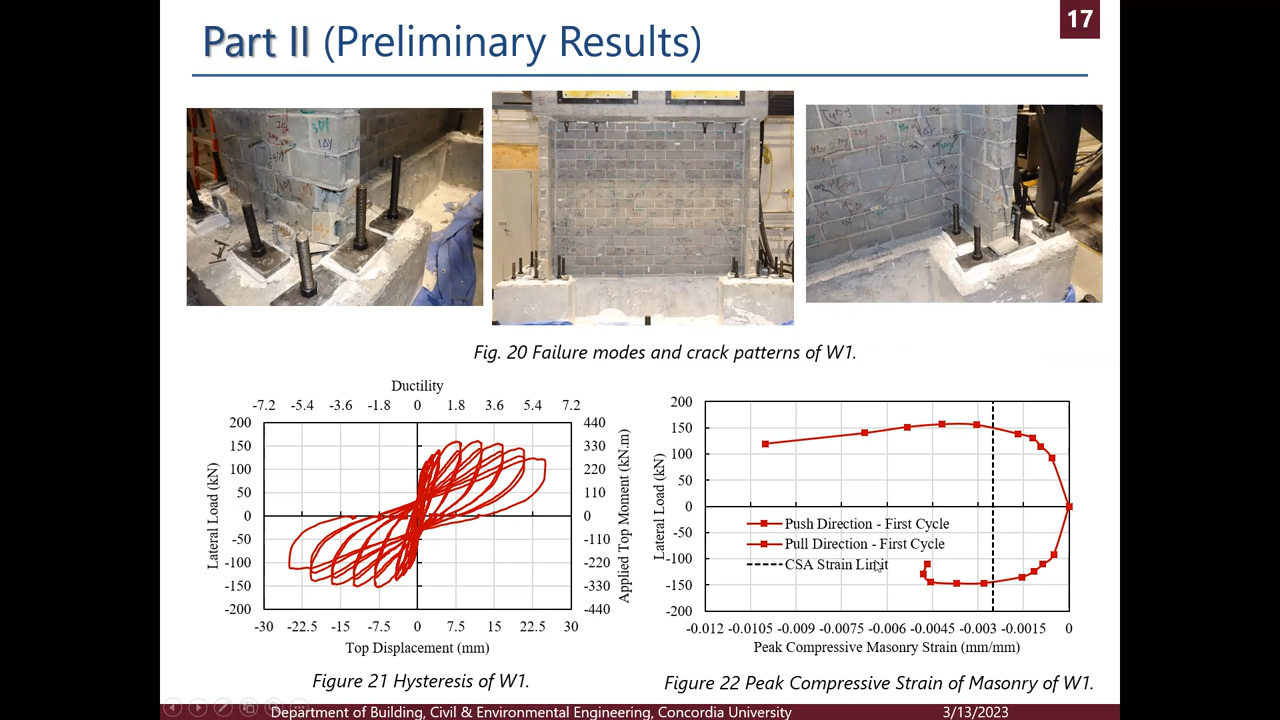 17
Part II (Preliminary Results)
Fig. 20 Failure modes and crack patterns of W1.
Ductility
-7.2 -5.4 -3.6 -1.8 0 1.8 3.6 5.4 7.2
200 440
150 330
100 220
50 110
0 0
-50 -110
-100 -220
-150 -330
-200 -440
Lateral Load (kN)
Applied Top Moment (kN.m)
-30 -22.5 -15 -7.5 0 7.5 15 22.5 30
Top Displacement (mm)
Figure 21 Hysteresis of W1.
200
150
100
50
0
-50
-100
-150
-200
Lateral Load (kN)
Push Direction - First Cycle
Pull Direction - First Cycle
CSA Strain Limit
-0.012 -0.0105 -0.009 -0.0075 -0.006 -0.0045 -0.003 -0.0015 0
Peak Compressive Masonry Strain (mm/mm)
Figure 22 Peak Compressive Strain of Masonry of W1.
Department of Building, Civil & Environmental Engineering, Concordia University 3/13/2023